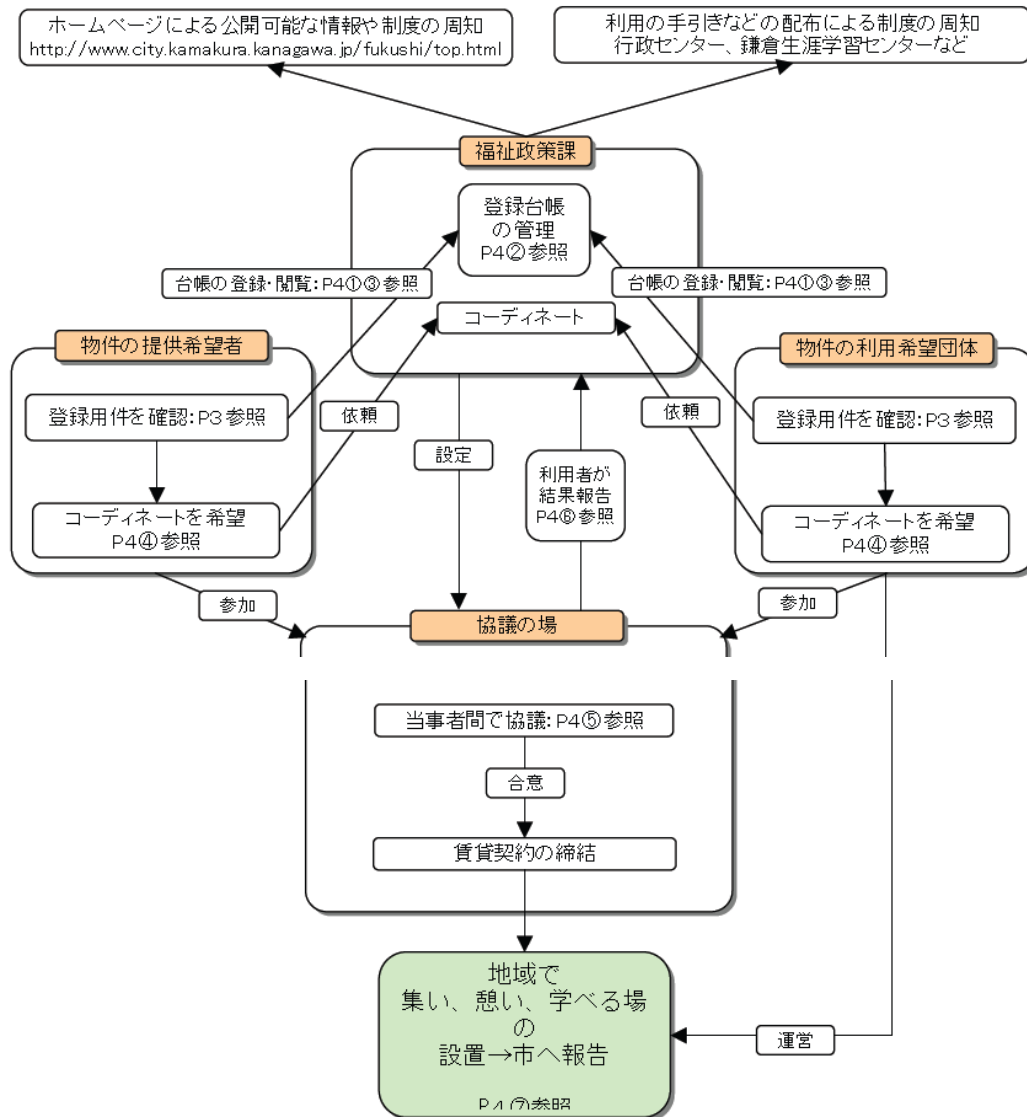 ホームページによる公開可能な情報や制度の周知
http://www.city.kamakura.kanagawa.jp/fukushi/top.html
利用の手引きなどの配布による制度の周知
行政センター、鎌倉生涯学習センターなど
福祉政策課
登録台帳
の管理
P4②参照
台帳の登録・閲覧:P4①③参照
台帳の登録・閲覧:P4①③参照
コーディネート
物件の提供希望者
物件の利用希望団体
登録用件を確認:P3参照
依頼
依頼
登録用件を確認:P3参照
設定
利用者が
結果報告
P4⑥参照
コーディネートを希望
P4④参照
コーディネートを希望
P4④参照
参加
参加
協議の場
当事者間で協議:P4⑤参照
合意
賃貸契約の締結
地域で
集い、憩い、学べる場
の
設置→市へ報告
P4⑦参照
運営